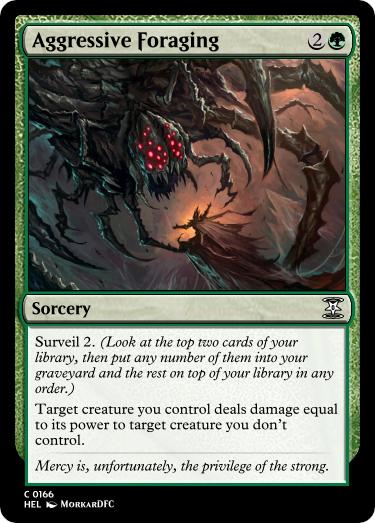 Aggressive Foraging 2
Sorcery
Surveil 2. (Look at the top two cards of your
library, then put any number of them into your
graveyard and the rest on top of your library in any
order.)
Target creature you control deals damage equal
to its power to target creature you don't
control.
Mercy is, unfortunately, the privilege of the strong.
C 0166
HEL MorkarDFC